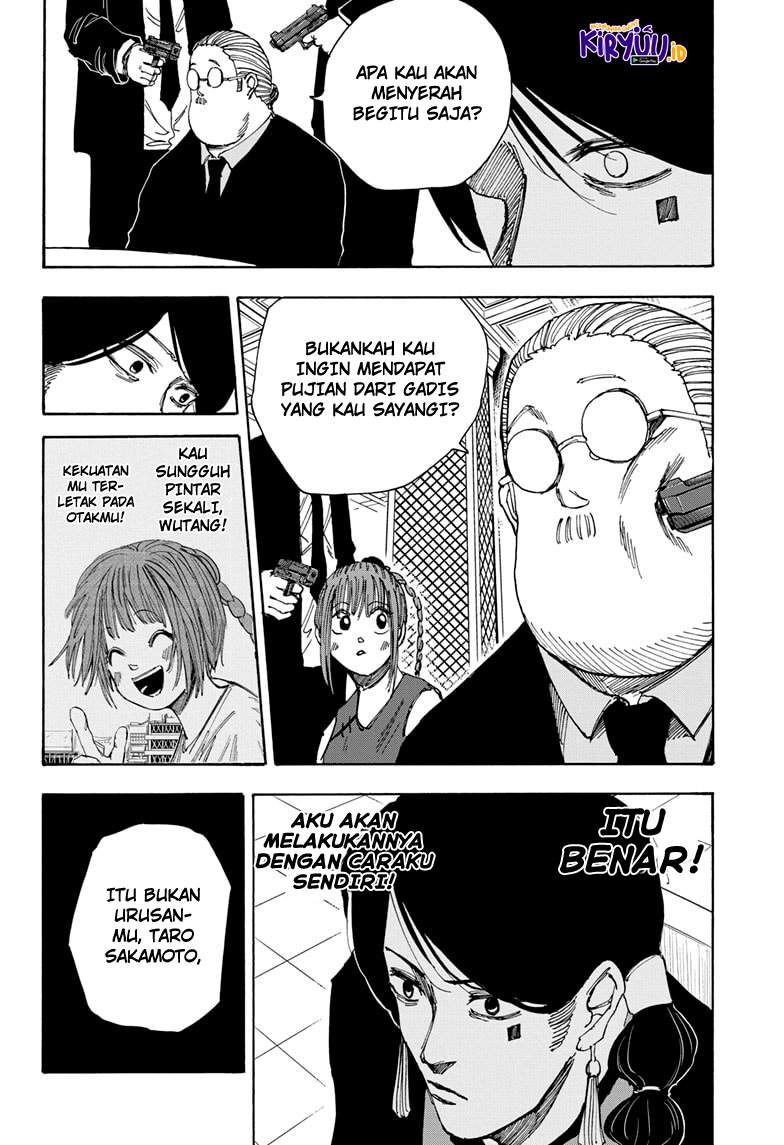 KIRYUU.ID
APA KAU AKAN
MENYERAH
BEGITU SAJA?
BUKANKAH KAU
INGIN MENDAPAT
PUJIAN DARI GADIS
YANG KAU SAYANGI?
KAU
SUNGGUH
PINTAR
SEKALI,
WUTANG!
KEKUATAN
MU TER-
LETAK PADA
OTAKMU!
ITU
BENAR!
AKU AKAN
MELAKUKANNYA
DENGAN CARAKU
SENDIRI!
ITU BUKAN
URUSAN-
MU, TARO
SAKAMOTO,